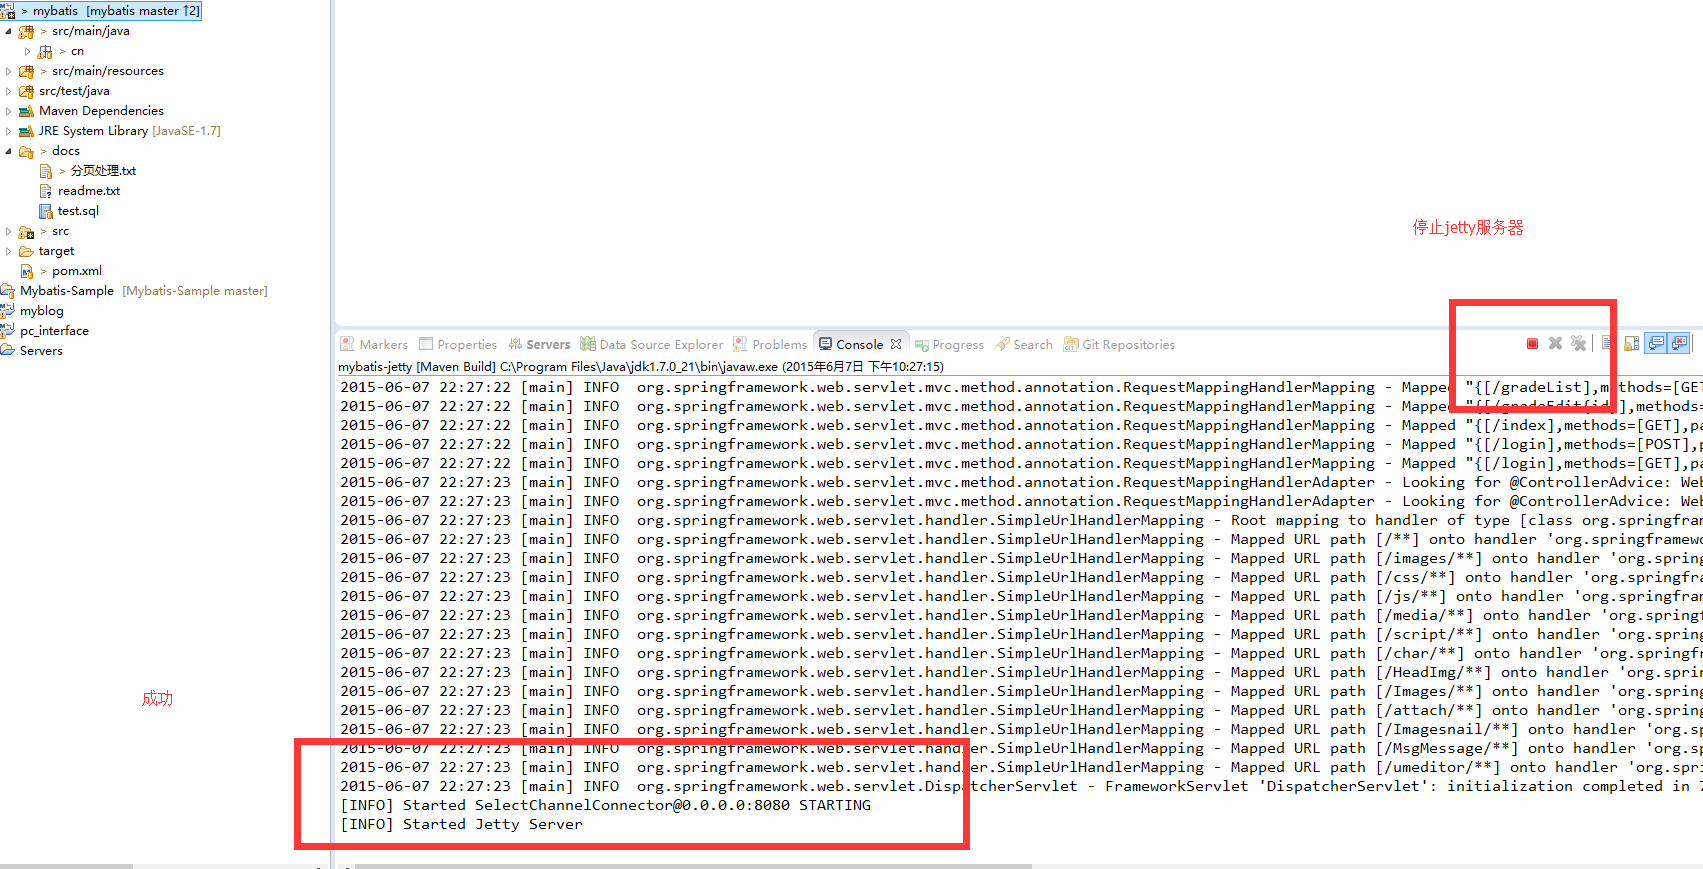 > mybatis [mybatis master ↑2]
> src/main/java
> cn
> src/main/resources
src/test/java
Maven Dependencies
JRE System Library [JavaSE-1.7]
> docs
> 分页处理.txt
readme.txt
test.sql
> src
target
> pom.xml
Mybatis-Sample [Mybatis-Sample master]
myblog
pc_interface
Servers
成功
停止jetty服务器
Markers Properties Servers Data Source Explorer Problems Console Progress Search Git Repositories
mybatis-jetty [Maven Build] C:\Program Files\Java\jdk1.7.0_21\bin\javaw.exe (2015年6月7日 下午10:27:15)
2015-06-07 22:27:22 [main] INFO org.springframework.web.servlet.mvc.method.annotation.RequestMappingHandlerMapping - Mapped "{[/gradeList],methods=[GET
2015-06-07 22:27:22 [main] INFO org.springframework.web.servlet.mvc.method.annotation.RequestMappingHandlerMapping - Mapped "{[/gradeEdit{id}],methods=
2015-06-07 22:27:22 [main] INFO org.springframework.web.servlet.mvc.method.annotation.RequestMappingHandlerMapping - Mapped "{[/index],methods=[GET],pa
2015-06-07 22:27:22 [main] INFO org.springframework.web.servlet.mvc.method.annotation.RequestMappingHandlerMapping - Mapped "{[/login],methods=[POST],p
2015-06-07 22:27:22 [main] INFO org.springframework.web.servlet.mvc.method.annotation.RequestMappingHandlerMapping - Mapped "{[/login],methods=[GET],pa
2015-06-07 22:27:23 [main] INFO org.springframework.web.servlet.mvc.method.annotation.RequestMappingHandlerAdapter - Looking for @ControllerAdvice: Web
2015-06-07 22:27:23 [main] INFO org.springframework.web.servlet.mvc.method.annotation.RequestMappingHandlerAdapter - Looking for @ControllerAdvice: Web
2015-06-07 22:27:23 [main] INFO org.springframework.web.servlet.handler.SimpleUrlHandlerMapping - Root mapping to handler of type [class org.springfram
2015-06-07 22:27:23 [main] INFO org.springframework.web.servlet.handler.SimpleUrlHandlerMapping - Mapped URL path [/**] onto handler 'org.springframewo
2015-06-07 22:27:23 [main] INFO org.springframework.web.servlet.handler.SimpleUrlHandlerMapping - Mapped URL path [/images/**] onto handler 'org.spring
2015-06-07 22:27:23 [main] INFO org.springframework.web.servlet.handler.SimpleUrlHandlerMapping - Mapped URL path [/css/**] onto handler 'org.springfra
2015-06-07 22:27:23 [main] INFO org.springframework.web.servlet.handler.SimpleUrlHandlerMapping - Mapped URL path [/js/**] onto handler 'org.springfram
2015-06-07 22:27:23 [main] INFO org.springframework.web.servlet.handler.SimpleUrlHandlerMapping - Mapped URL path [/media/**] onto handler 'org.springf
2015-06-07 22:27:23 [main] INFO org.springframework.web.servlet.handler.SimpleUrlHandlerMapping - Mapped URL path [/script/**] onto handler 'org.spring
2015-06-07 22:27:23 [main] INFO org.springframework.web.servlet.handler.SimpleUrlHandlerMapping - Mapped URL path [/char/**] onto handler 'org.springfr
2015-06-07 22:27:23 [main] INFO org.springframework.web.servlet.handler.SimpleUrlHandlerMapping - Mapped URL path [/HeadImg/**] onto handler 'org.sprin
2015-06-07 22:27:23 [main] INFO org.springframework.web.servlet.handler.SimpleUrlHandlerMapping - Mapped URL path [/Images/**] onto handler 'org.spring
2015-06-07 22:27:23 [main] INFO org.springframework.web.servlet.handler.SimpleUrlHandlerMapping - Mapped URL path [/attach/**] onto handler 'org.spring
2015-06-07 22:27:23 [main] INFO org.springframework.web.servlet.handler.SimpleUrlHandlerMapping - Mapped URL path [/Imagesnail/**] onto handler 'org.sp
2015-06-07 22:27:23 [main] INFO org.springframework.web.servlet.handler.SimpleUrlHandlerMapping - Mapped URL path [/MsgMessage/**] onto handler 'org.sp
2015-06-07 22:27:23 [main] INFO org.springframework.web.servlet.handler.SimpleUrlHandlerMapping - Mapped URL path [/umeditor/**] onto handler 'org.spri
2015-06-07 22:27:23 [main] INFO org.springframework.web.servlet.DispatcherServlet - FrameworkServlet 'DispatcherServlet': initialization completed in 7
[INFO] Started SelectChannelConnector@0.0.0.0:8080 STARTING
[INFO] Started Jetty Server